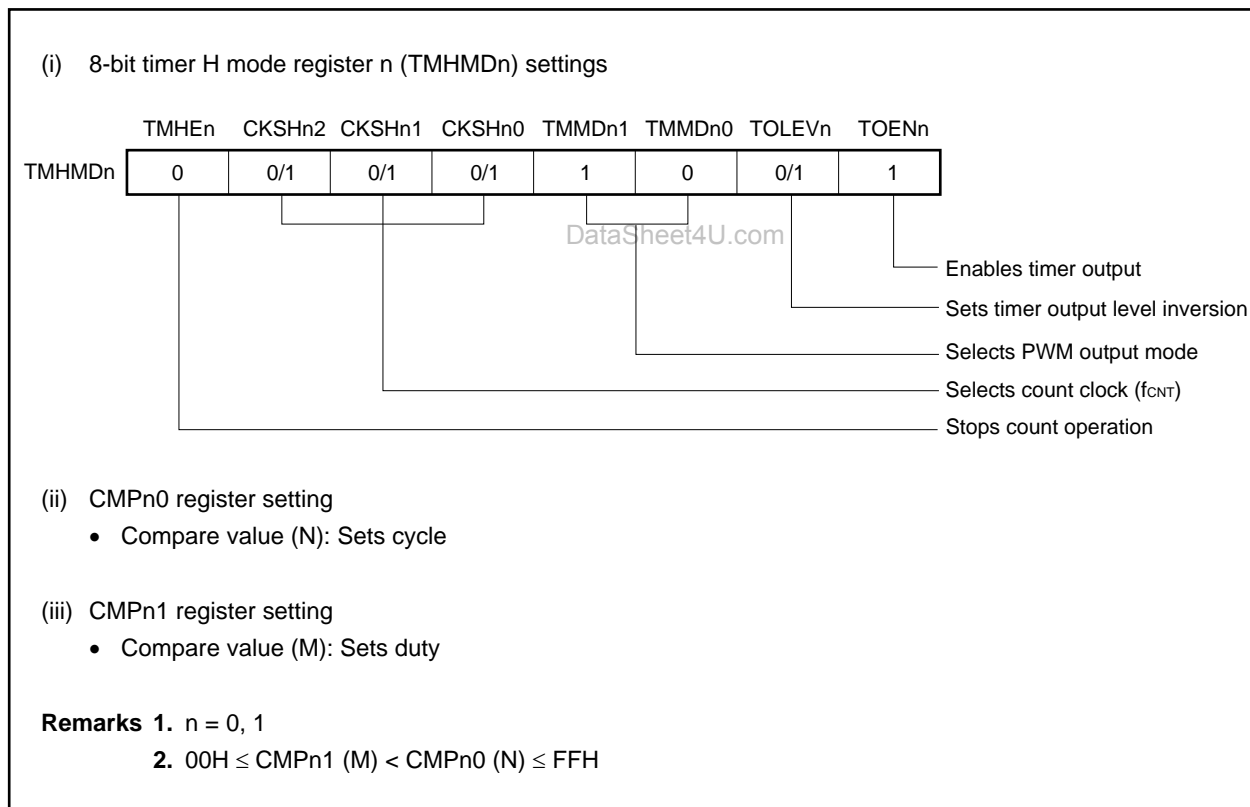 (i) 8-bit timer H mode register n (TMHMDn) settings
TMHEn CKSHn2 CKSHn1 CKSHn0 TMMDn1 TMMDn0 TOLEVn TOENn
TMHMDn 0 0/1 0/1 0/1 1 0 0/1 1
DataSheet4U.com
Enables timer output
Sets timer output level inversion
Selects PWM output mode
Selects count clock (fCNT)
Stops count operation
(ii) CMPn0 register setting
• Compare value (N): Sets cycle
(iii) CMPn1 register setting
• Compare value (M): Sets duty
Remarks 1. n = 0, 1
2. 00H ≤ CMPn1 (M) < CMPn0 (N) ≤ FFH